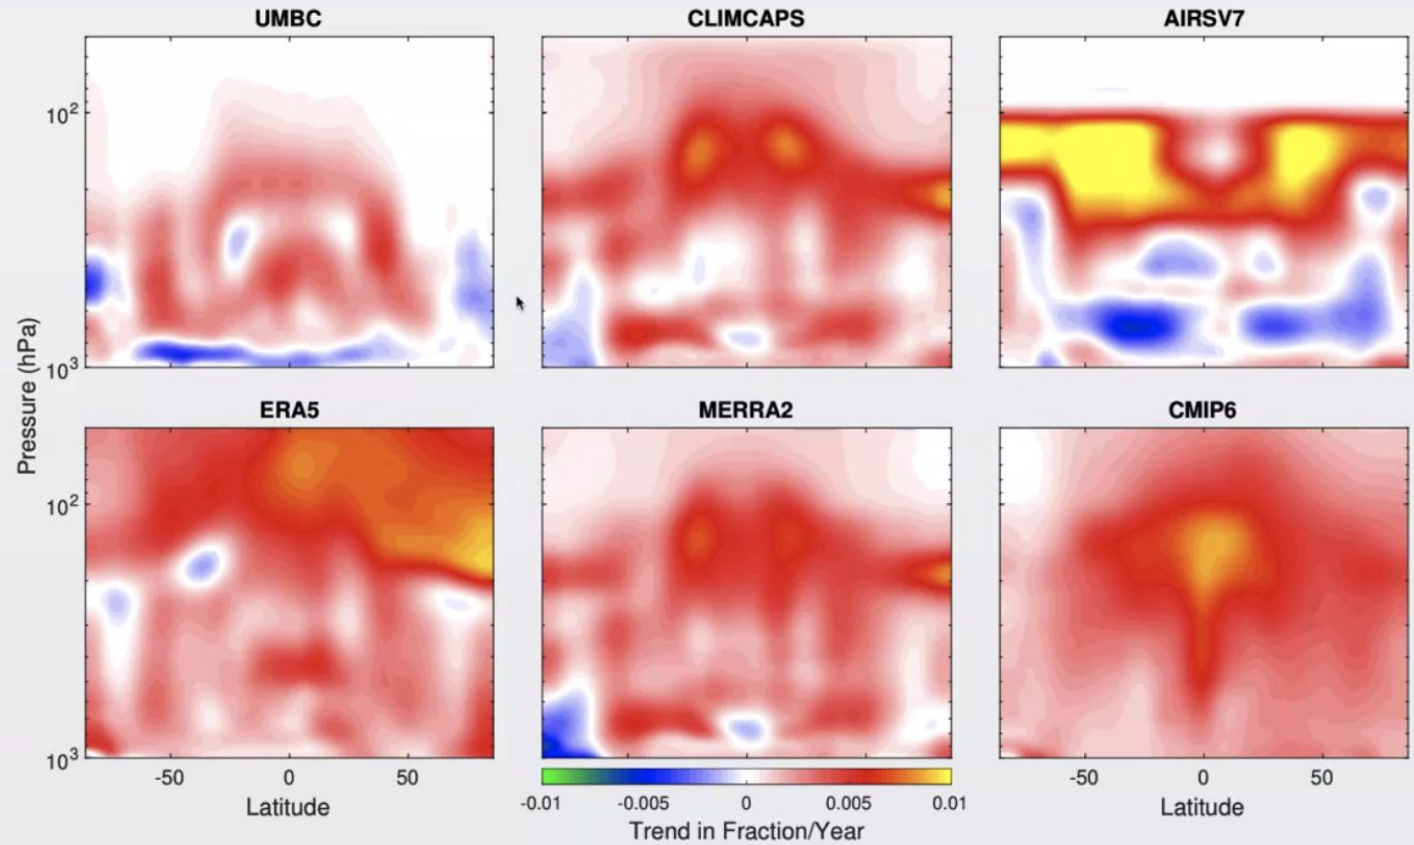 UMBC
CLIMCAPS
AIRSV7
10²
10³
ERA5
MERRA2
CMIP6
Pressure (hPa)
10²
10³
-50
0
50
Latitude
-0.01
-0.005
0
0.005
0.01
Trend in Fraction/Year
-50
0
50
Latitude